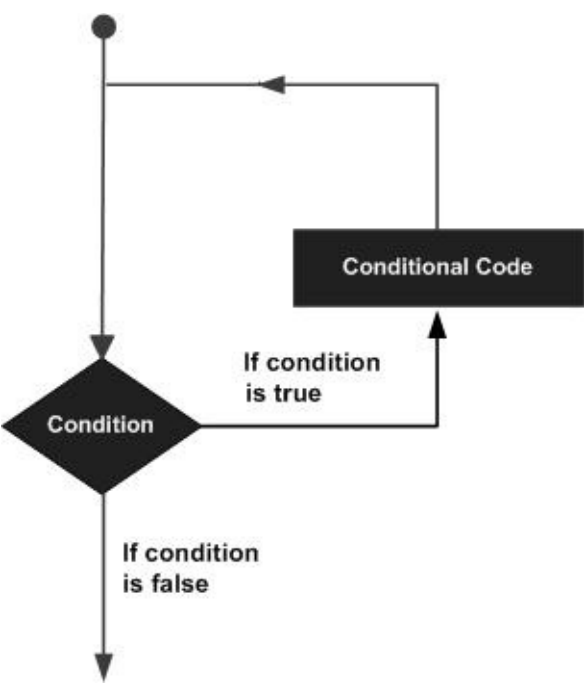 Conditional Code
If condition
is true
Condition
If condition
is false